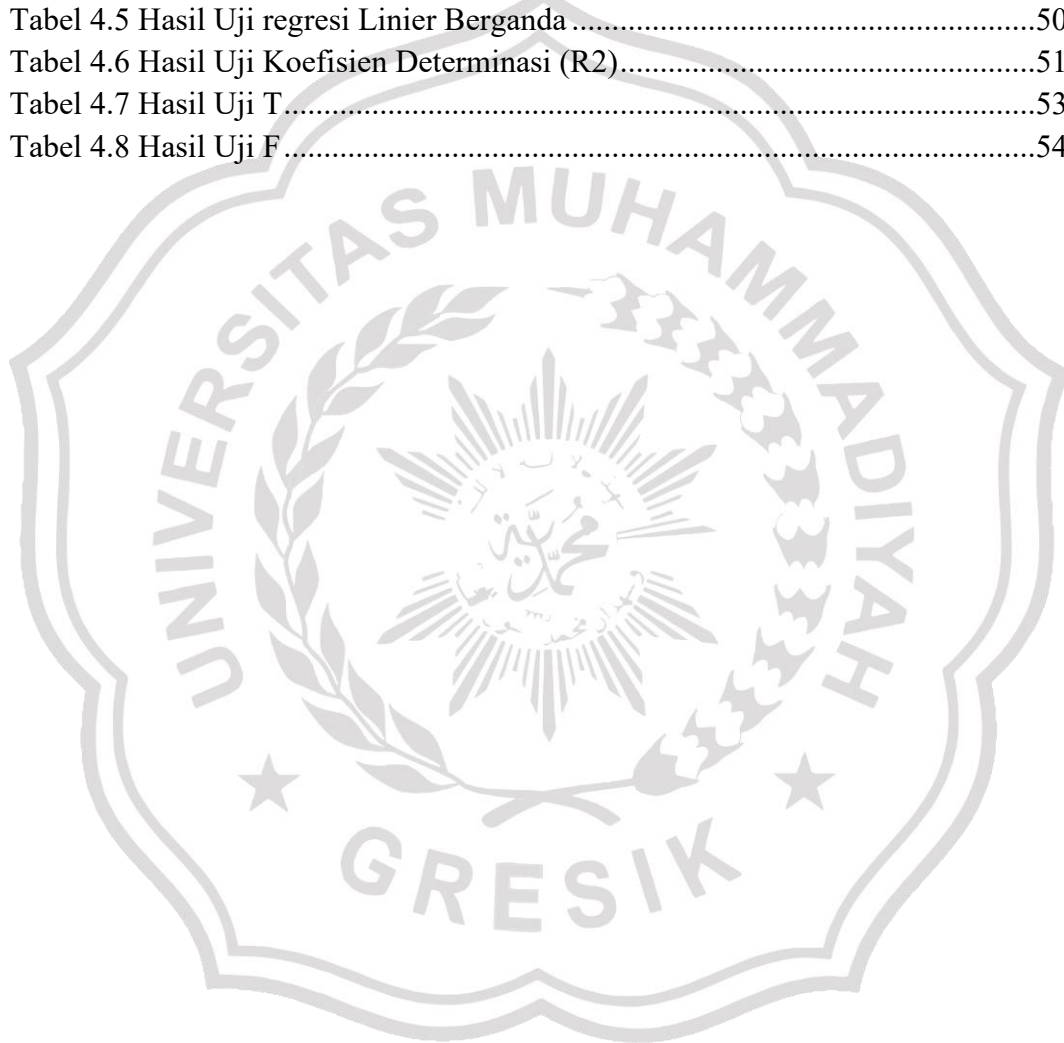 Tabel 4.5 Hasil Uji regresi Linier Berganda ................................................................50
Tabel 4.6 Hasil Uji Koefisien Determinasi (R2)..........................................................51
Tabel 4.7 Hasil Uji T....................................................................................................53
Tabel 4.8 Hasil Uji F....................................................................................................54
UNIVERSITAS MUHAMMADIYAH
محمد
GRESIK